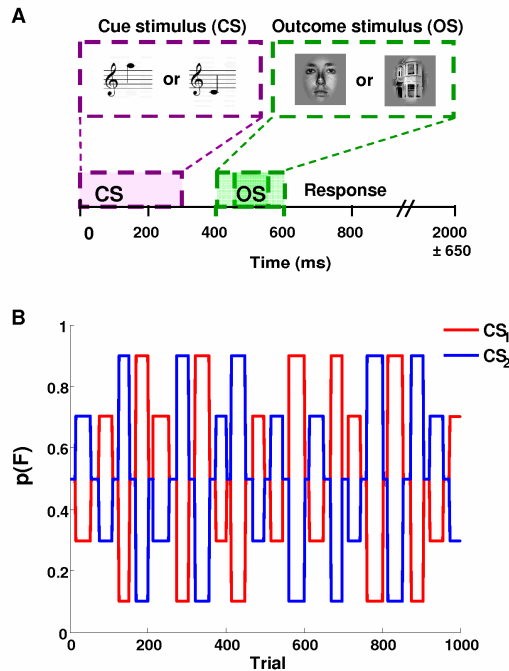 A
Cue stimulus (CS) Outcome stimulus (OS)
or or
CS OS Response
0 200 400 600 800 2000
± 650
Time (ms)
B
1
CS1
CS2
0.8
0.6
p(F)
0.4
0.2
0
0 200 400 600 800 1000
Trial